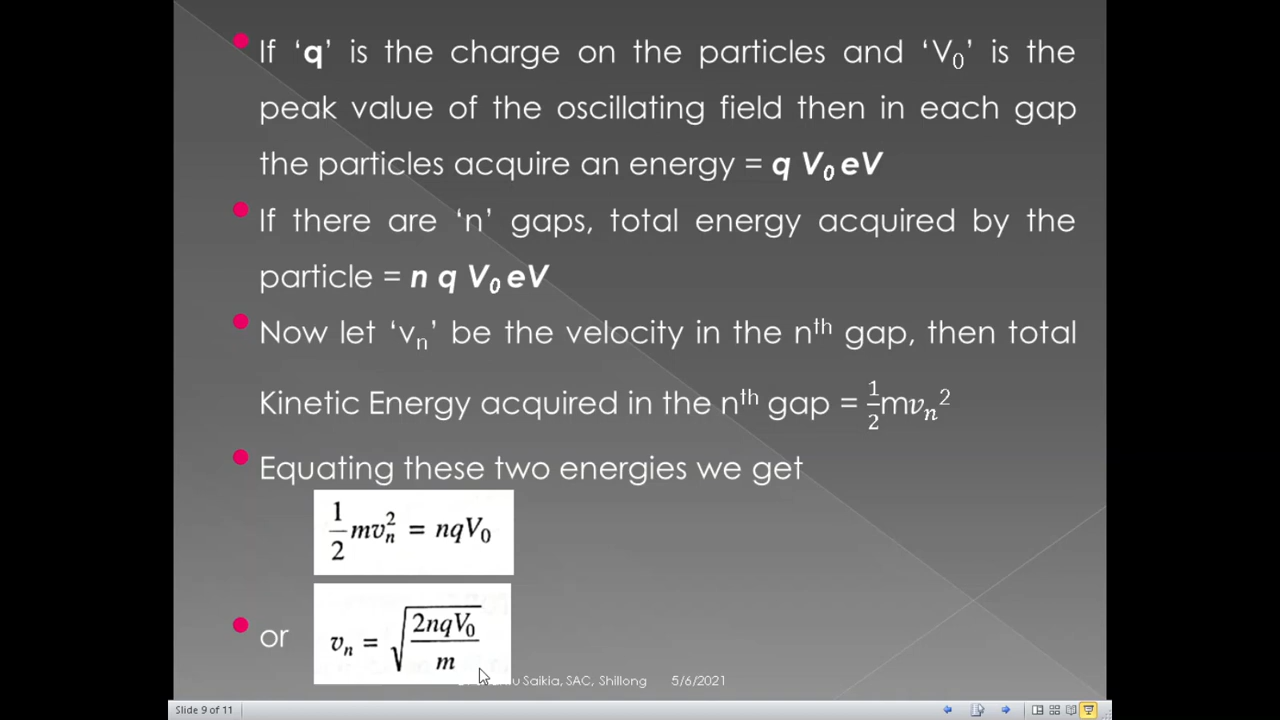 If ‘q’ is the charge on the particles and ‘V₀’ is the
peak value of the oscillating field then in each gap
the particles acquire an energy = q V₀ eV
If there are ‘n’ gaps, total energy acquired by the
particle = n q V₀ eV
Now let ‘vₙ’ be the velocity in the nᵗʰ gap, then total
Kinetic Energy acquired in the nᵗʰ gap = ½mvₙ²
Equating these two energies we get
½ mvₙ² = nqV₀
or vₙ = √(2nqV₀/m)
Saikia, SAC, Shillong 5/6/2021
Slide 9 of 11